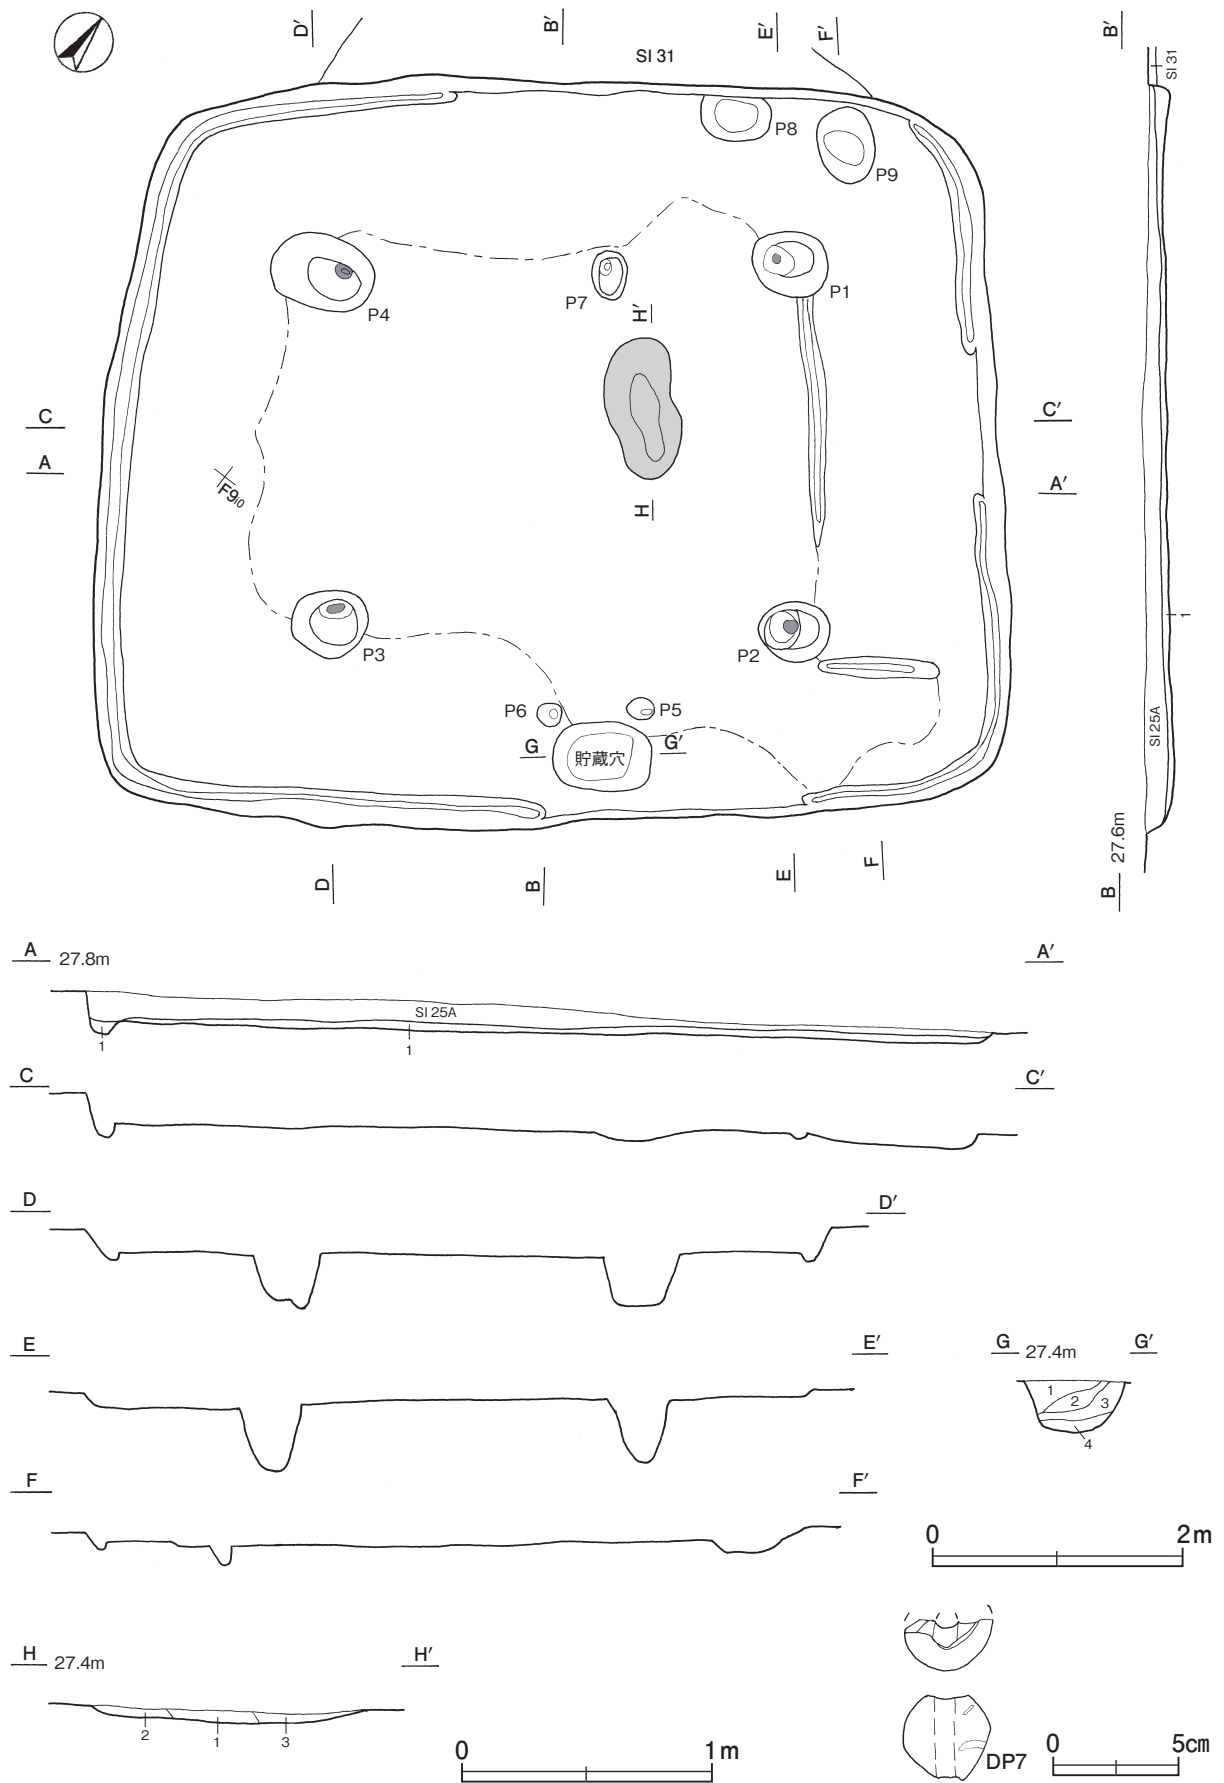 D′
B′
SI 31
E′
F′
B′
SI 31
P8
P9
P4
P7
P1
H′
C
C′
A
A′
F9i0
H
P3
P2
P6
P5
G
貯蔵穴
G′
SI 25A
1
27.6m
D
B
E
F
B
A 27.8m
A′
SI 25A
1
1
C
C′
D
D′
E
E′
G 27.4m
G′
1
2
3
4
F
F′
0 2m
H 27.4m
H′
2
1
3
DP7
0 1m
0 5cm